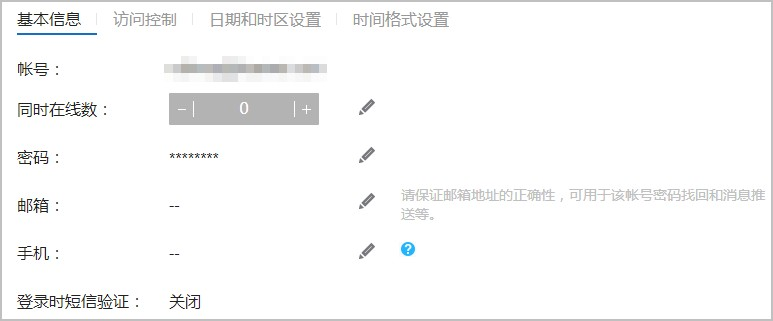 基本信息 访问控制 日期和时区设置 时间格式设置
帐号：
同时在线数： － 0 ＋
密码： ********
邮箱： -- 请保证邮箱地址的正确性，可用于该帐号密码找回和消息推
送等。
手机： -- ?
登录时短信验证： 关闭